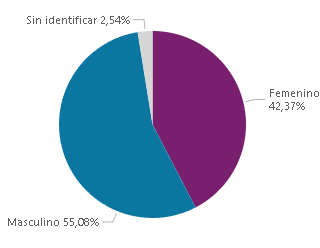 Sin identificar 2,54%
Femenino
42,37%
Masculino 55,08%